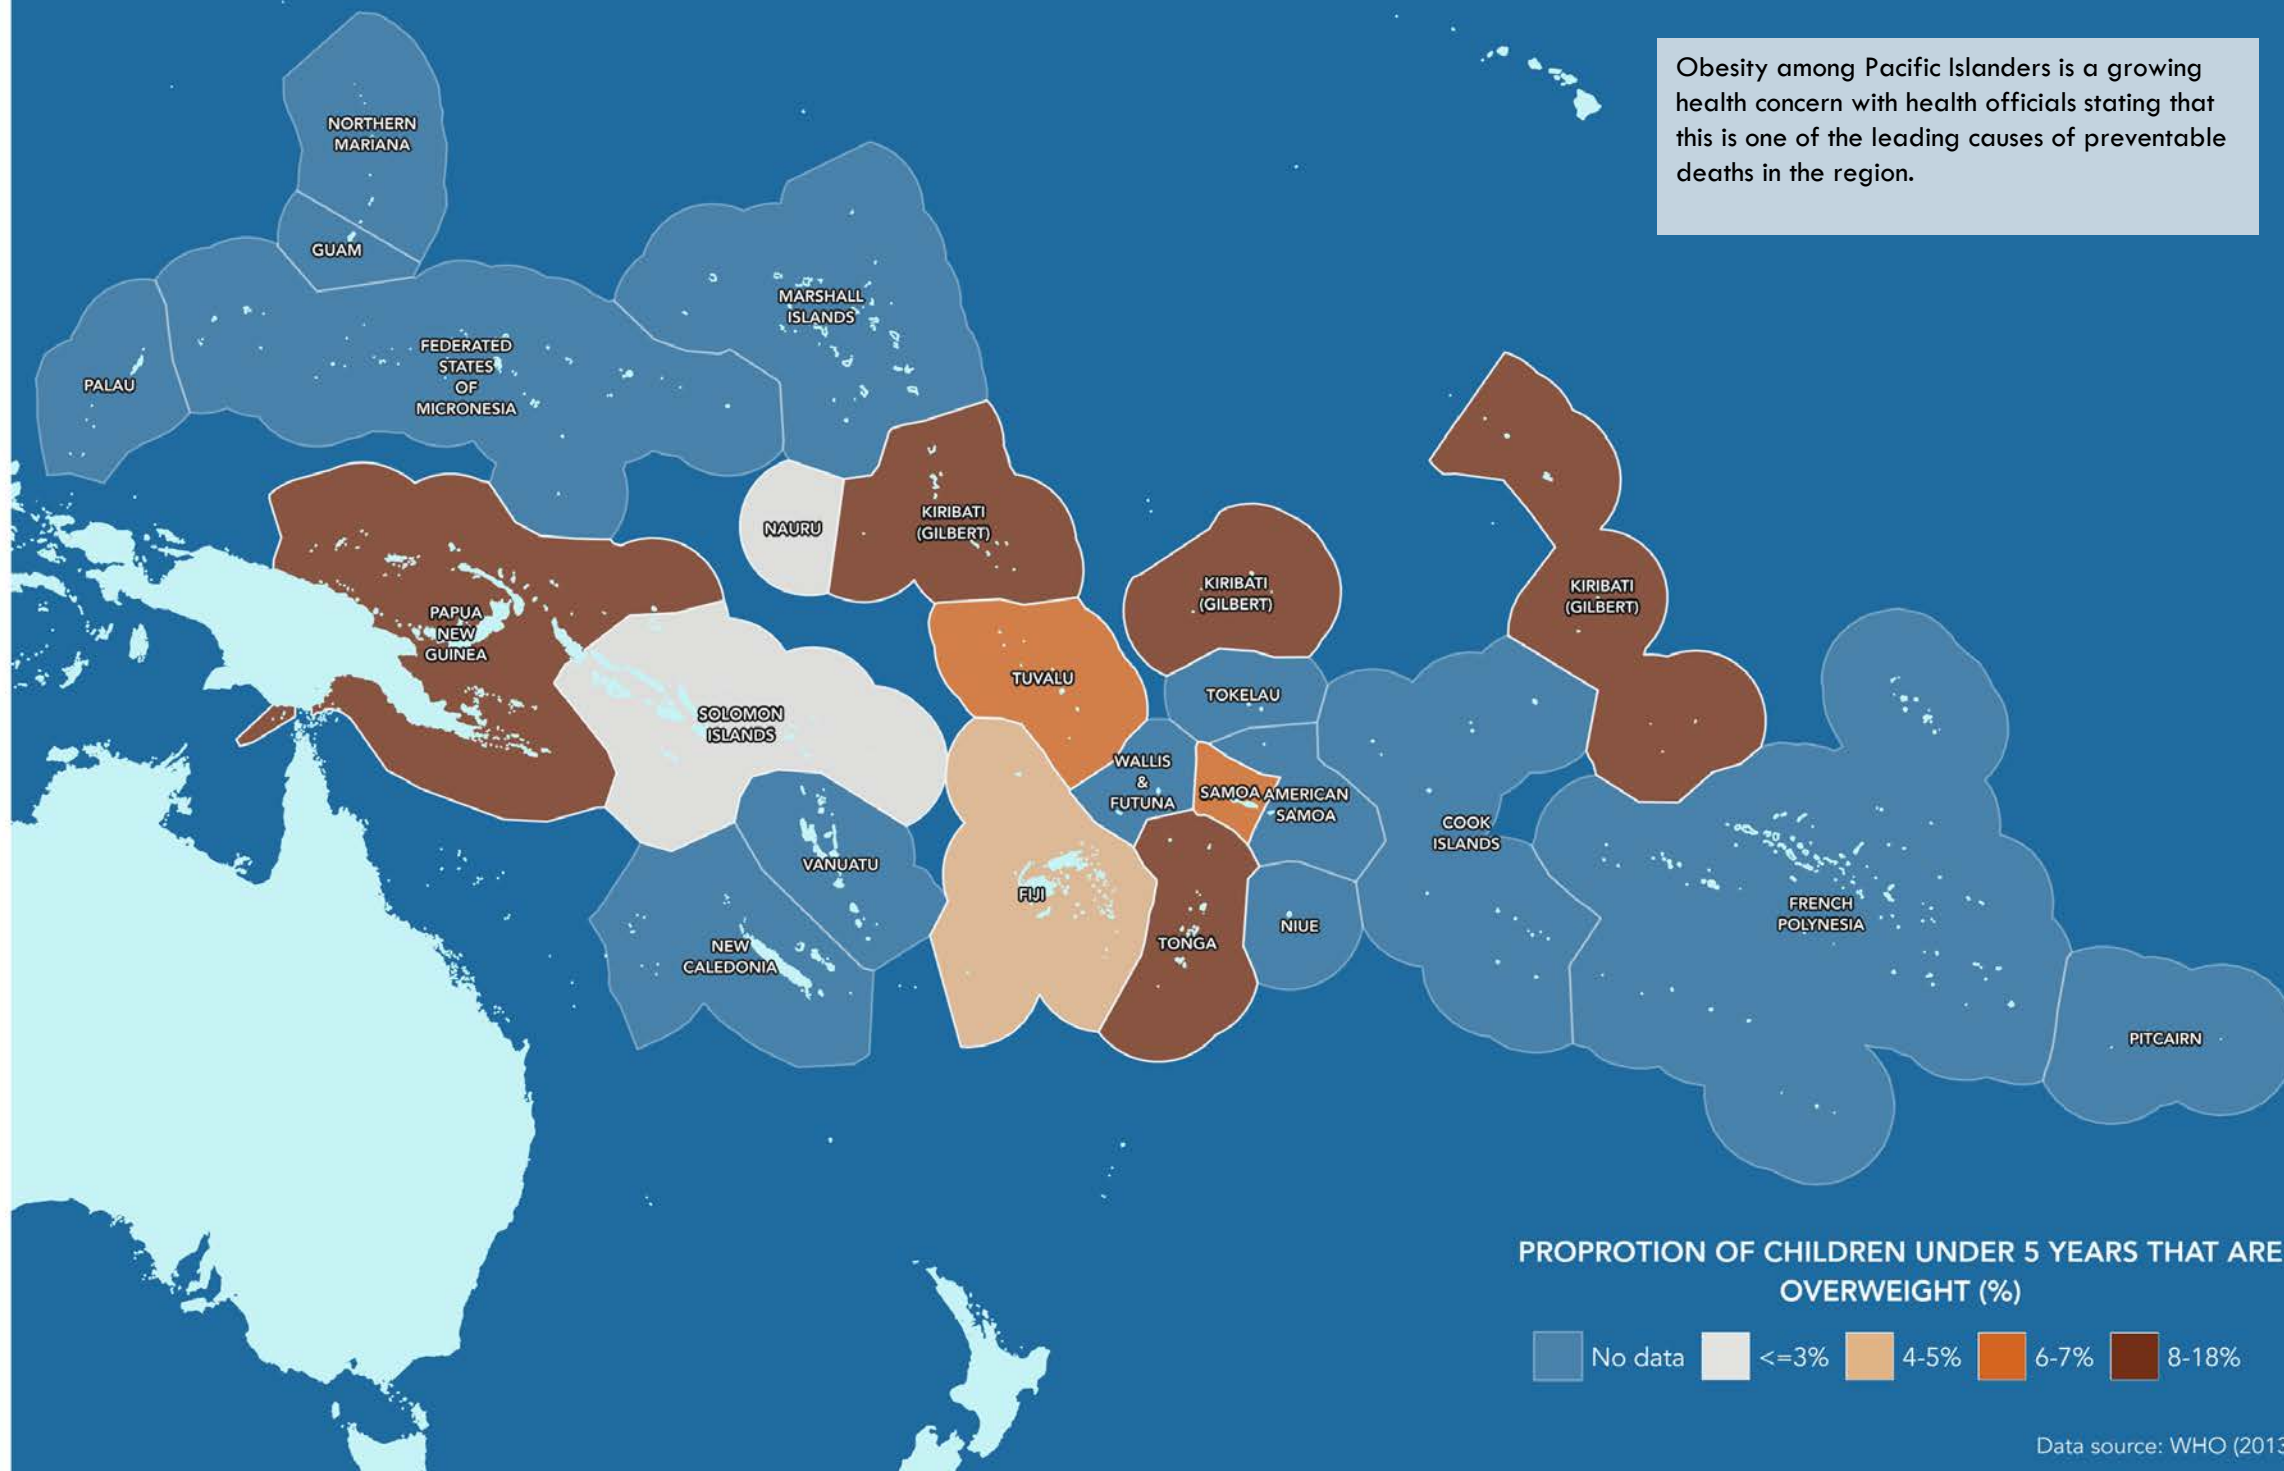 Obesity among Pacific Islanders is a growing
health concern with health officials stating that
this is one of the leading causes of preventable
deaths in the region.
NORTHERN
MARIANA
GUAM
MARSHALL
ISLANDS
FEDERATED
STATES
OF
MICRONESIA
PALAU
NAURU
KIRIBATI
(GILBERT)
KIRIBATI
(GILBERT)
KIRIBATI
(GILBERT)
PAPUA
NEW
GUINEA
TUVALU
TOKELAU
SOLOMON
ISLANDS
WALLIS
&
FUTUNA
SAMOA
AMERICAN
SAMOA
COOK
ISLANDS
VANUATU
FIJI
FRENCH
POLYNESIA
NIUE
TONGA
NEW
CALEDONIA
PITCAIRN
PROPROTION OF CHILDREN UNDER 5 YEARS THAT ARE
OVERWEIGHT (%)
No data
<=3%
4-5%
6-7%
8-18%
Data source: WHO (2013